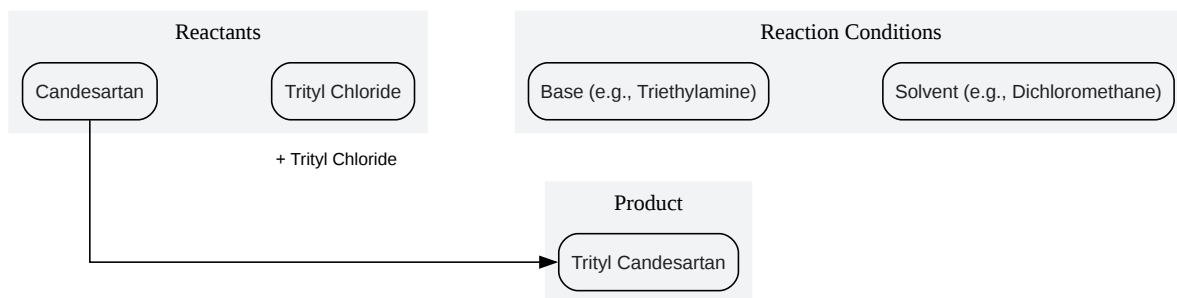 Reactants
Reaction Conditions
Candesartan
Trityl Chloride
Base (e.g., Triethylamine)
Solvent (e.g., Dichloromethane)
+ Trityl Chloride
Product
Trityl Candesartan